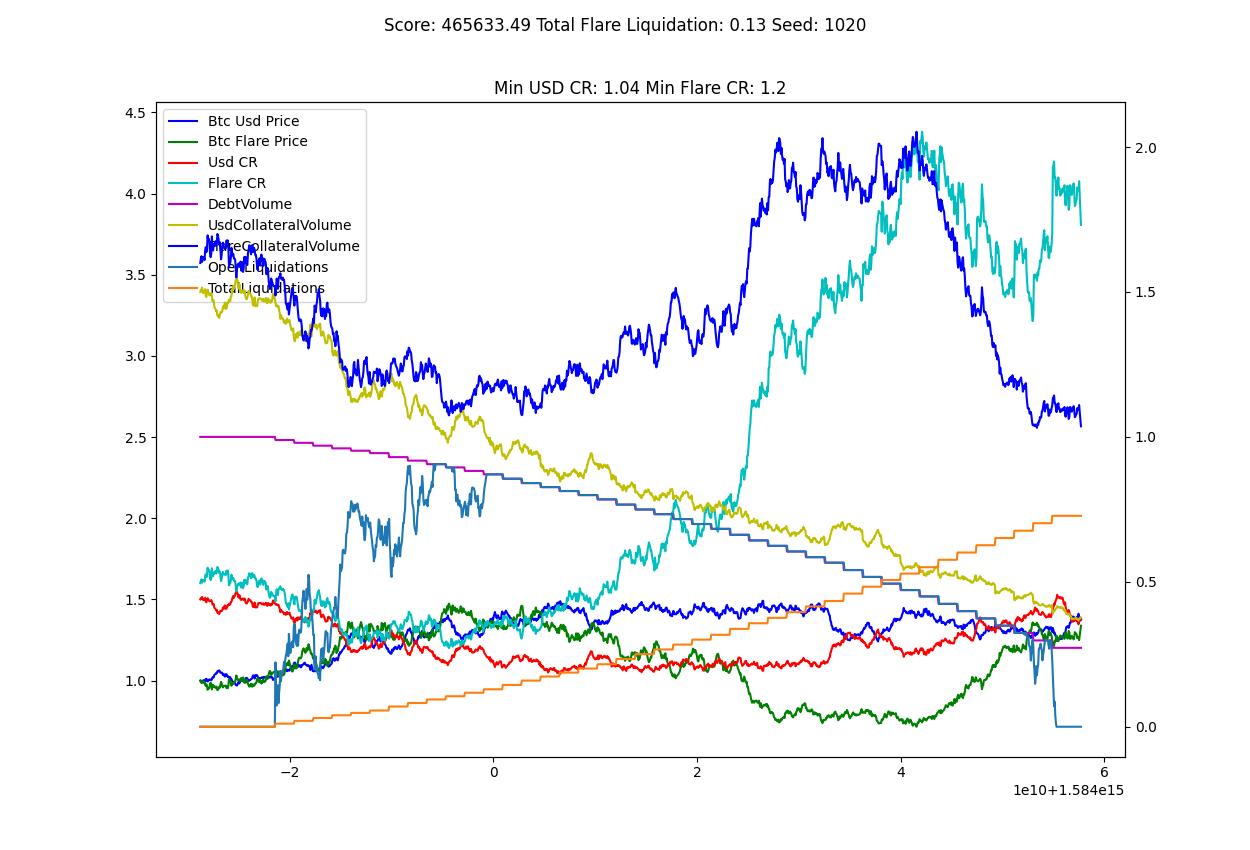 Score: 465633.49 Total Flare Liquidation: 0.13 Seed: 1020
Min USD CR: 1.04 Min Flare CR: 1.2
Btc Usd Price
Btc Flare Price
Usd CR
Flare CR
DebtVolume
UsdCollateralVolume
FlareCollateralVolume
OpenLiquidations
TotalLiquidations
4.5
4.0
3.5
3.0
2.5
2.0
1.5
1.0
2.0
1.5
1.0
0.5
0.0
−2
0
2
4
6
1e10+1.584e15